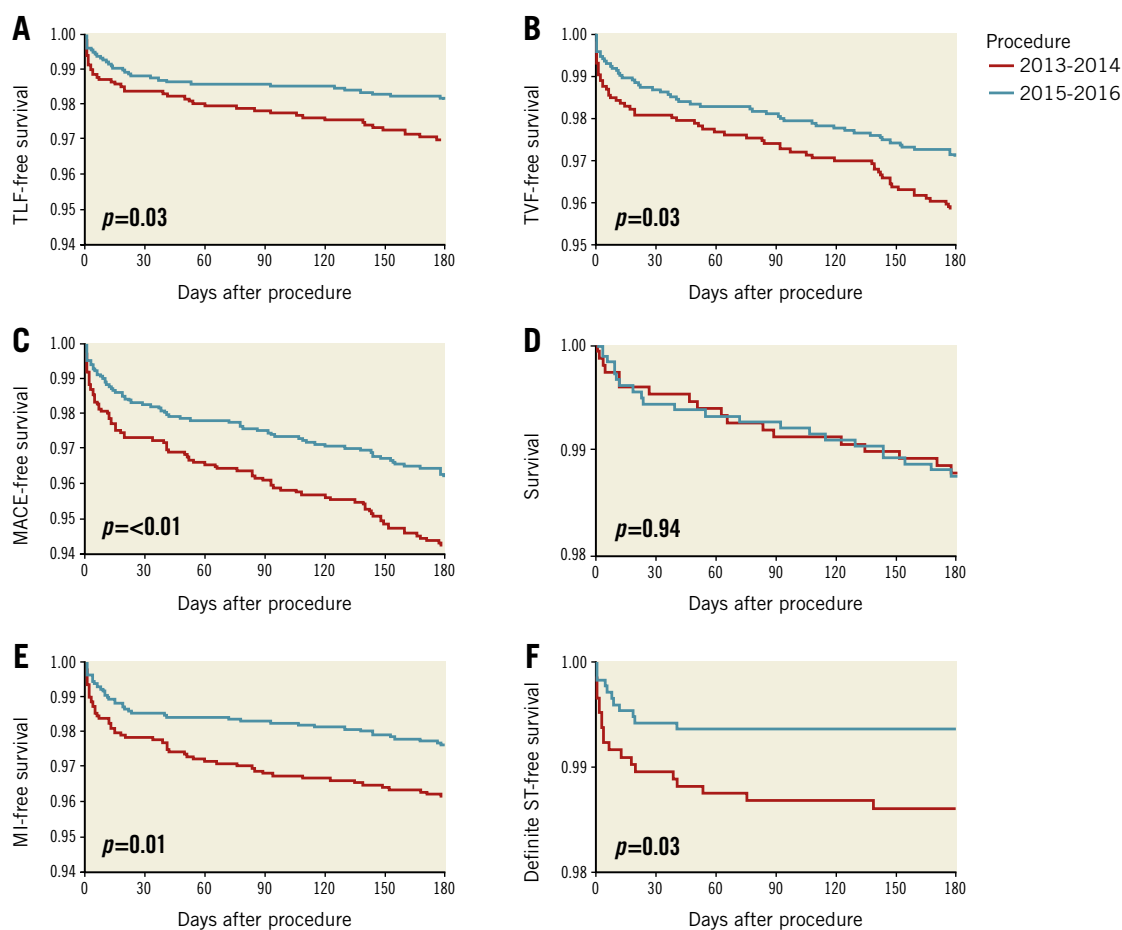 A
1.00
0.99
0.98
0.97
0.96
0.95
0.94
TLF-free survival
p=0.03
0 30 60 90 120 150 180
Days after procedure
B
1.00
0.99
0.98
0.97
0.96
0.95
TVF-free survival
p=0.03
0 30 60 90 120 150 180
Days after procedure
Procedure
2013-2014
2015-2016
C
1.00
0.99
0.98
0.97
0.96
0.95
0.94
MACE-free survival
p=<0.01
0 30 60 90 120 150 180
Days after procedure
D
1.00
0.99
0.98
Survival
p=0.94
0 30 60 90 120 150 180
Days after procedure
E
1.00
0.99
0.98
0.97
0.96
0.95
0.94
MI-free survival
p=0.01
0 30 60 90 120 150 180
Days after procedure
F
1.00
0.99
0.98
Definite ST-free survival
p=0.03
0 30 60 90 120 150 180
Days after procedure